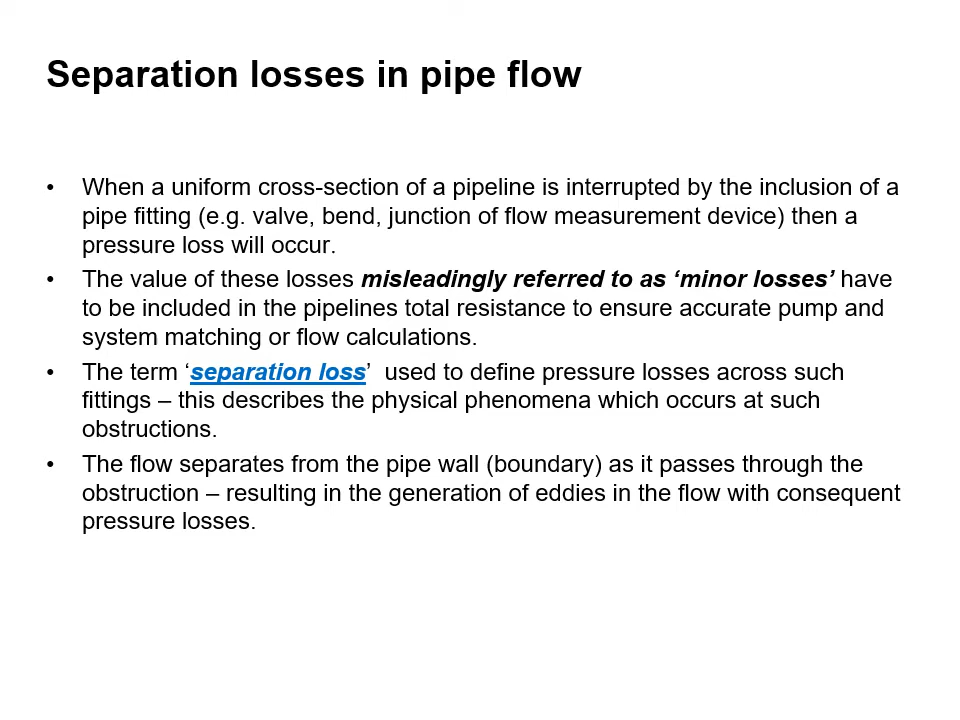 Separation losses in pipe flow
• When a uniform cross-section of a pipeline is interrupted by the inclusion of a
pipe fitting (e.g. valve, bend, junction of flow measurement device) then a
pressure loss will occur.
• The value of these losses misleadingly referred to as ‘minor losses’ have
to be included in the pipelines total resistance to ensure accurate pump and
system matching or flow calculations.
• The term ‘separation loss’  used to define pressure losses across such
fittings – this describes the physical phenomena which occurs at such
obstructions.
• The flow separates from the pipe wall (boundary) as it passes through the
obstruction – resulting in the generation of eddies in the flow with consequent
pressure losses.